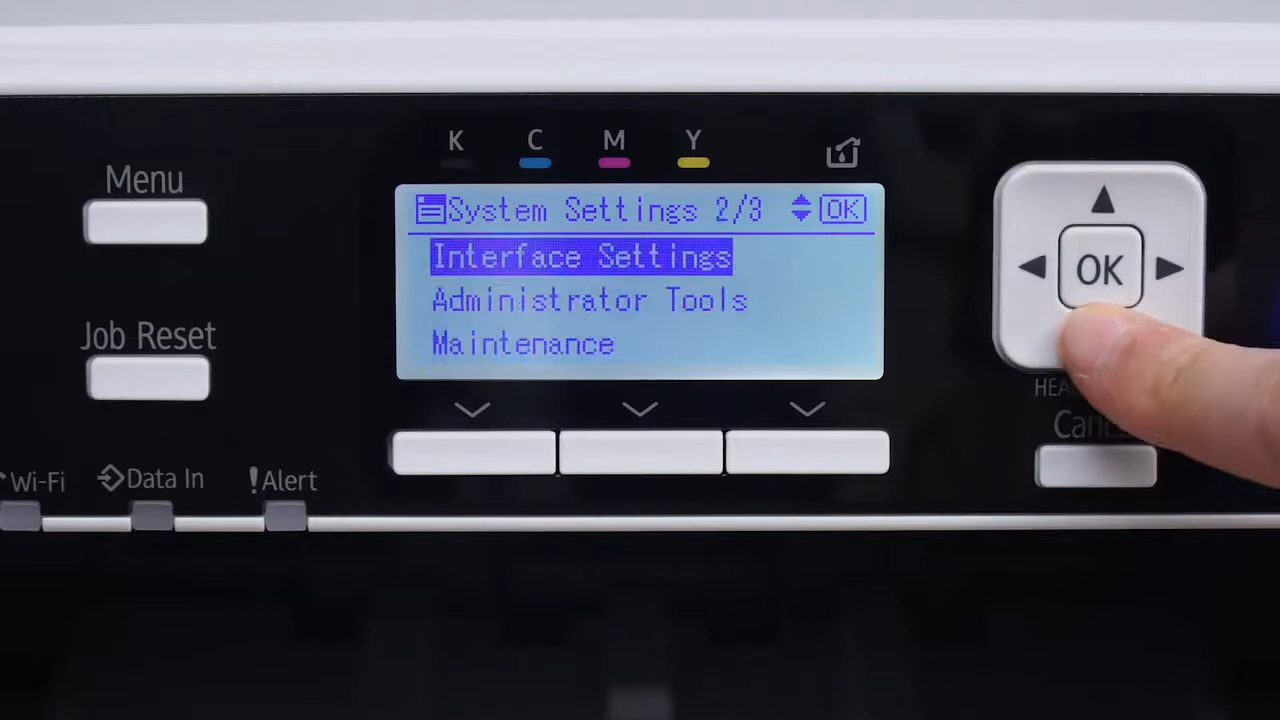 K C M Y
Menu
System Settings 2/3 OK
Interface Settings
Administrator Tools
Maintenance
OK
Job Reset
Wi-Fi
Data In
!Alert